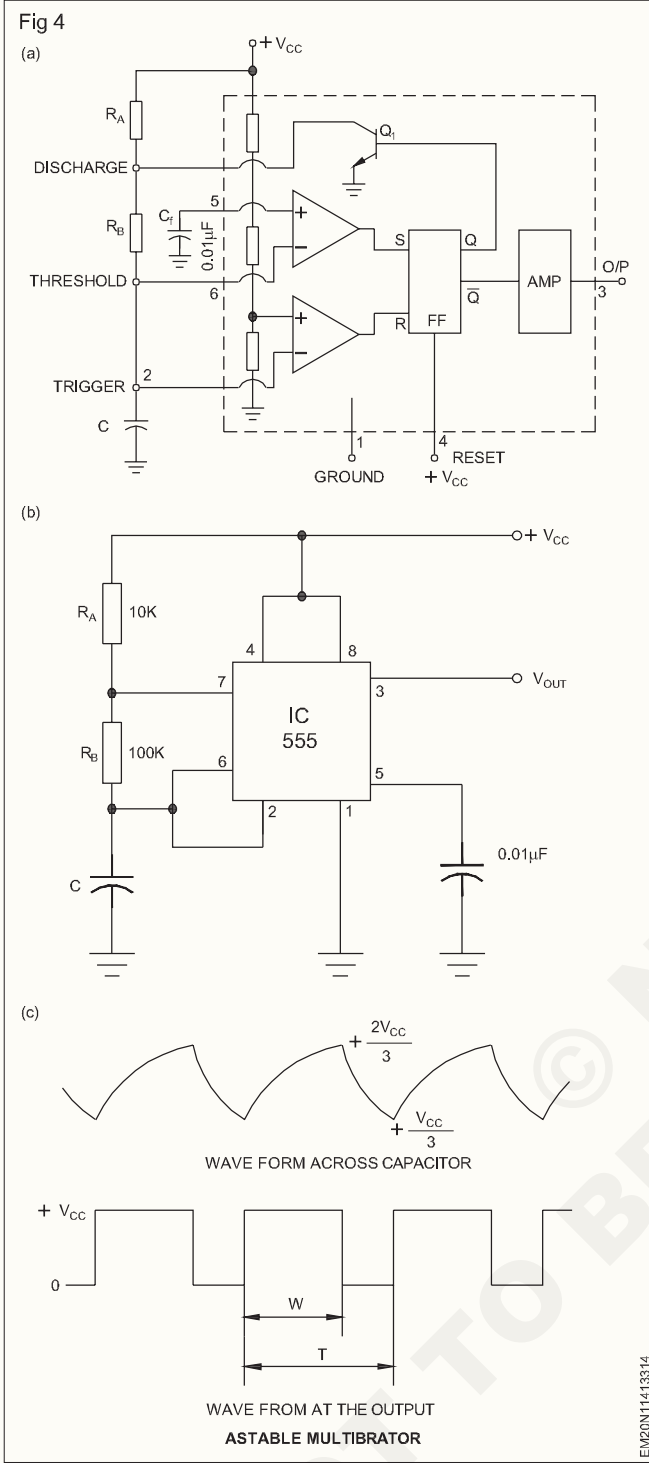 Fig 4
(a)
+ VCC
RA
Q1
DISCHARGE
5
Cf
0.01µF
+
RB
S
Q
O/P
THRESHOLD
6
−
Q̅
AMP
3
+
R
FF
TRIGGER
2
−
C
1
4
RESET
GROUND
+ VCC
(b)
+ VCC
RA
10K
4
8
7
3
VOUT
IC
555
RB
100K
6
5
2
1
C
0.01µF
(c)
+ 2VCC
3
+ VCC
3
WAVE FORM ACROSS CAPACITOR
+ VCC
0
W
T
WAVE FROM AT THE OUTPUT
ASTABLE MULTIBRATOR
EM20N11413314